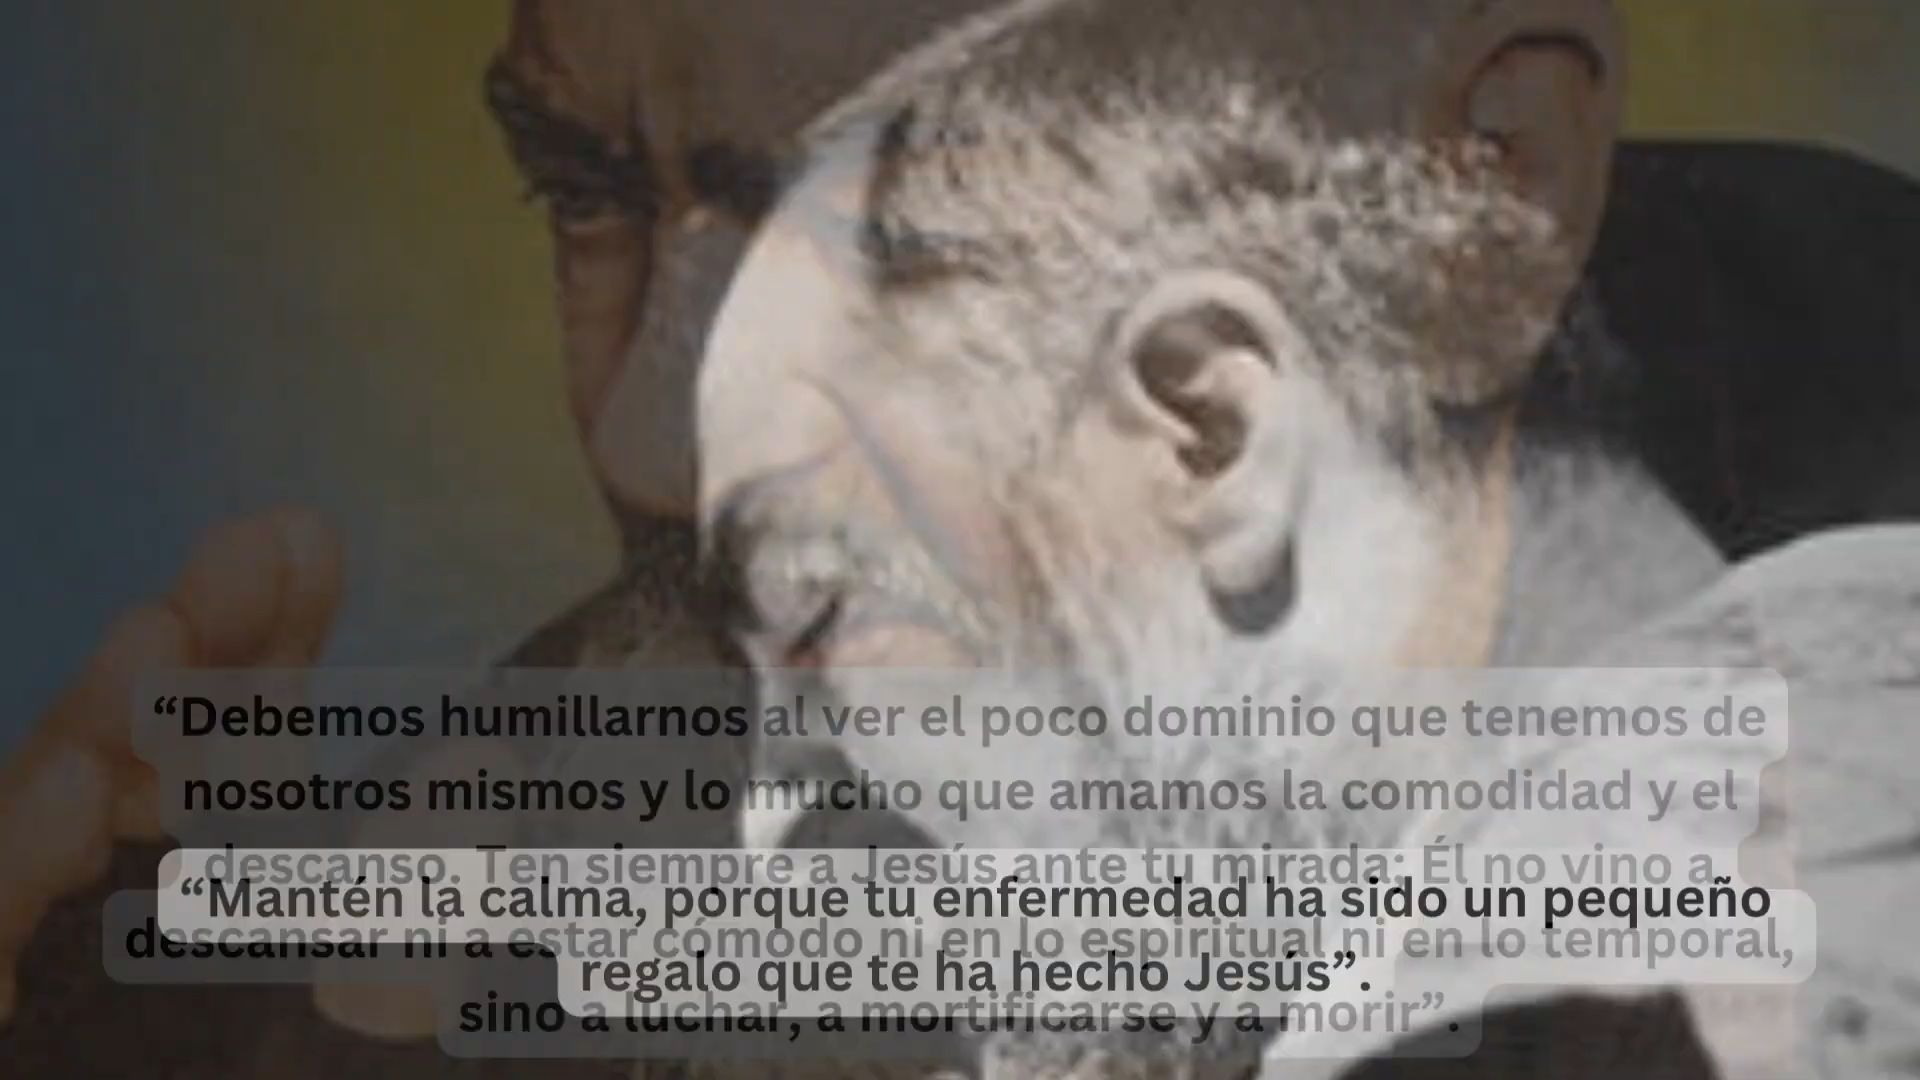 “Debemos humillarnos al ver el poco dominio que tenemos de
nosotros mismos y lo mucho que amamos la comodidad y el
descanso. Ten siempre a Jesús ante tu mirada; Él no vino a
descansar ni a estar cómodo ni en lo espiritual ni en lo temporal,
sino a luchar, a mortificarse y a morir”.
“Mantén la calma, porque tu enfermedad ha sido un pequeño
regalo que te ha hecho Jesús”.